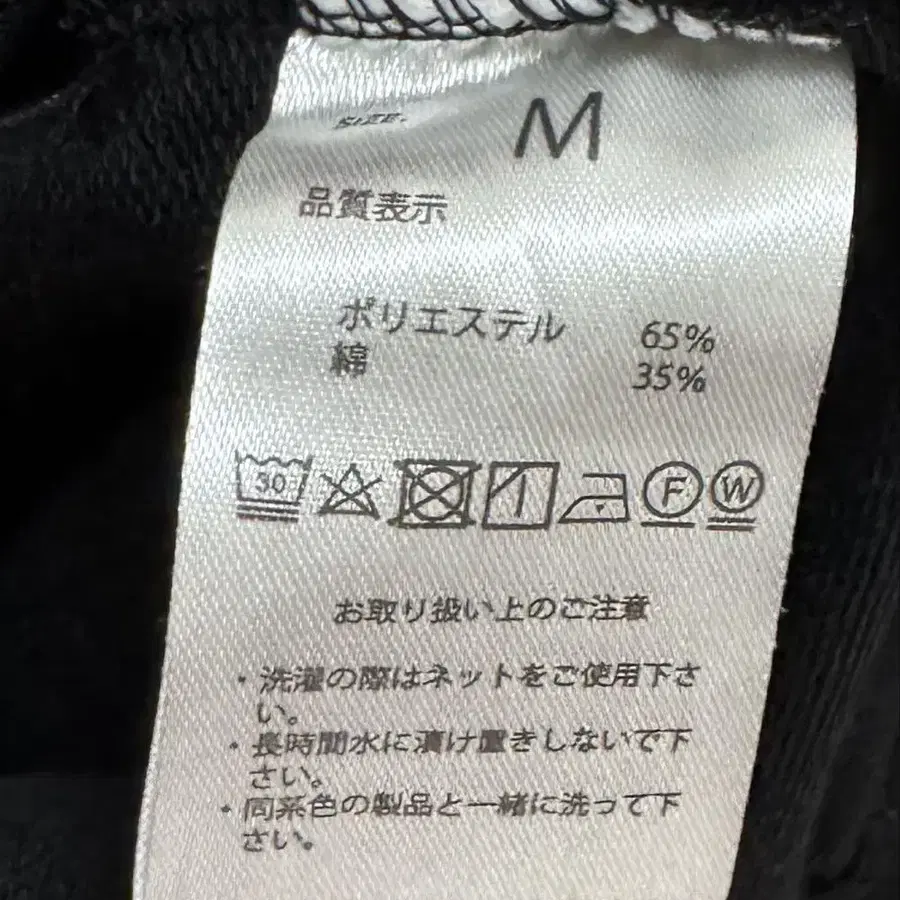 SIZE. M
品質表示
ポリエステル 65%
綿 35%
30 F W
お取り扱い上のご注意
・洗濯の際はネットをご使用下さ
い。
・長時間水に漬け置きしないで下
さい。
・同系色の製品と一緒に洗って下
さい。